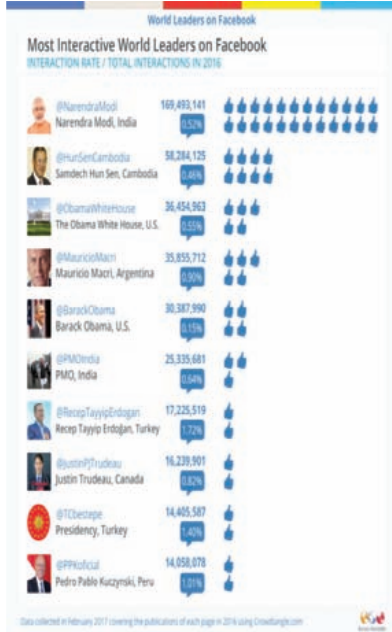 World Leaders on Facebook
Most Interactive World Leaders on Facebook
INTERACTION RATE / TOTAL INTERACTIONS IN 2016
@NarendraModi 169,493,141
Narendra Modi, India 0.52%
@HunSenCambodia 58,284,125
Samdech Hun Sen, Cambodia 0.46%
@ObamaWhiteHouse 36,454,963
The Obama White House, U.S. 0.55%
@MauricioMacri 35,855,712
Mauricio Macri, Argentina 0.90%
@BarackObama 30,387,990
Barack Obama, U.S. 0.15%
@PMOIndia 25,335,681
PMO, India 0.64%
@RecepTayyipErdogan 17,225,519
Recep Tayyip Erdoğan, Turkey 1.72%
@JustinPJTrudeau 16,239,901
Justin Trudeau, Canada 0.82%
@TCbestepe 14,405,587
Presidency, Turkey 1.40%
@PPKoficial 14,058,078
Pedro Pablo Kuczynski, Peru 1.01%
Data collected in February 2017 covering the publications of each page in 2016 using Crowdtangle.com